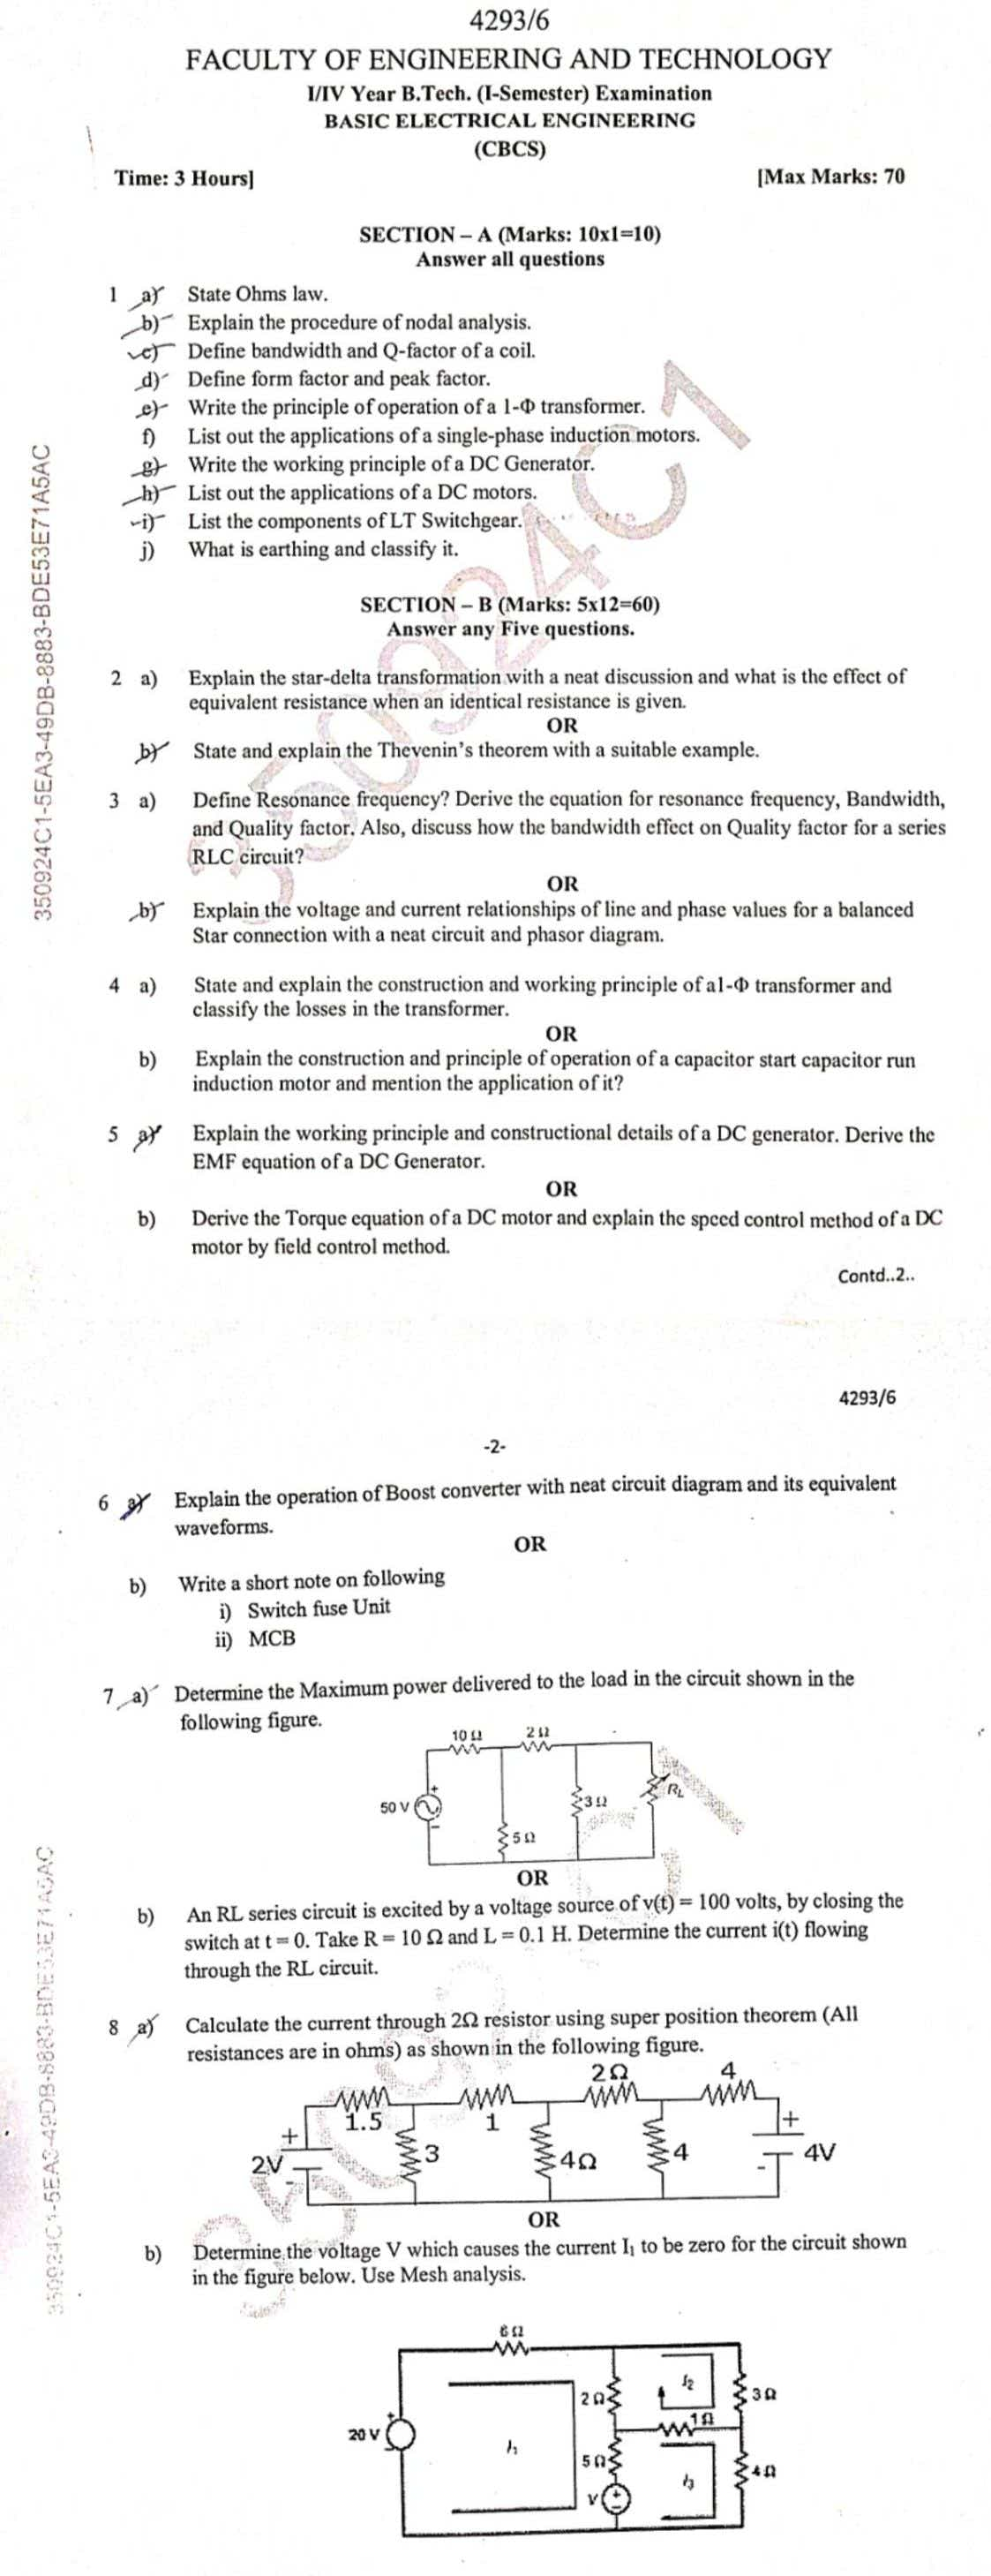 4293/6
FACULTY OF ENGINEERING AND TECHNOLOGY
I/IV Year B.Tech. (I-Semester) Examination
BASIC ELECTRICAL ENGINEERING
(CBCS)
Time: 3 Hours] [Max Marks: 70
SECTION – A (Marks: 10x1=10)
Answer all questions
1 a) State Ohms law.
b) Explain the procedure of nodal analysis.
c) Define bandwidth and Q-factor of a coil.
d) Define form factor and peak factor.
e) Write the principle of operation of a 1-Φ transformer.
f) List out the applications of a single-phase induction motors.
g) Write the working principle of a DC Generator.
h) List out the applications of a DC motors.
i) List the components of LT Switchgear.
j) What is earthing and classify it.
SECTION – B (Marks: 5x12=60)
Answer any Five questions.
2 a) Explain the star-delta transformation with a neat discussion and what is the effect of
equivalent resistance when an identical resistance is given.
OR
b) State and explain the Thevenin's theorem with a suitable example.
3 a) Define Resonance frequency? Derive the equation for resonance frequency, Bandwidth,
and Quality factor. Also, discuss how the bandwidth effect on Quality factor for a series
RLC circuit?
OR
b) Explain the voltage and current relationships of line and phase values for a balanced
Star connection with a neat circuit and phasor diagram.
4 a) State and explain the construction and working principle of a1-Φ transformer and
classify the losses in the transformer.
OR
b) Explain the construction and principle of operation of a capacitor start capacitor run
induction motor and mention the application of it?
5 a) Explain the working principle and constructional details of a DC generator. Derive the
EMF equation of a DC Generator.
OR
b) Derive the Torque equation of a DC motor and explain the speed control method of a DC
motor by field control method.
Contd..2..
350924C1-5EA3-49DB-8883-BDE53E71A5AC
350924C1
4293/6
-2-
6 a) Explain the operation of Boost converter with neat circuit diagram and its equivalent
waveforms.
OR
b) Write a short note on following
i) Switch fuse Unit
ii) MCB
7 a) Determine the Maximum power delivered to the load in the circuit shown in the
following figure.
10 Ω 2 Ω
50 V + - 5 Ω 3 Ω RL
OR
b) An RL series circuit is excited by a voltage source of v(t) = 100 volts, by closing the
switch at t = 0. Take R = 10 Ω and L = 0.1 H. Determine the current i(t) flowing
through the RL circuit.
8 a) Calculate the current through 2Ω resistor using super position theorem (All
resistances are in ohms) as shown in the following figure.
2Ω 4
1.5 1
2V + - 3 4Ω 4 + - 4V
OR
b) Determine the voltage V which causes the current I₁ to be zero for the circuit shown
in the figure below. Use Mesh analysis.
6 Ω
2 Ω I₂ 3 Ω
20 V + I₁ 1 Ω
5 Ω I₃ 4 Ω
V + -
350924C1-5EA3-49DB-8883-BDE53E71A5AC